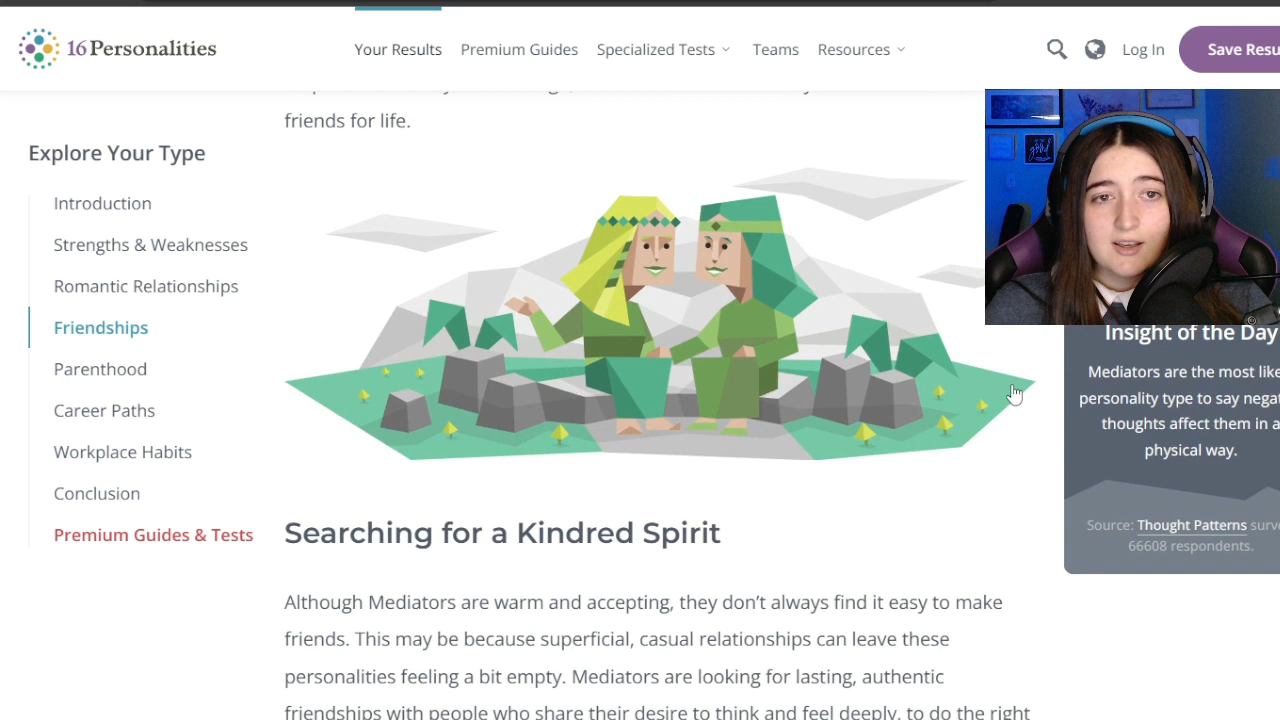 16Personalities
Your Results
Premium Guides
Specialized Tests
Teams
Resources
Log In
Save Resu
friends for life.
Explore Your Type
Introduction
Strengths & Weaknesses
Romantic Relationships
Friendships
Parenthood
Career Paths
Workplace Habits
Conclusion
Premium Guides & Tests
Searching for a Kindred Spirit
Although Mediators are warm and accepting, they don’t always find it easy to make
friends. This may be because superficial, casual relationships can leave these
personalities feeling a bit empty. Mediators are looking for lasting, authentic
friendships with people who share their desire to think and feel deeply, to do the right
Insight of the Day
Mediators are the most like
personality type to say nega
thoughts affect them in a
physical way.
Source: Thought Patterns surve
66608 respondents.